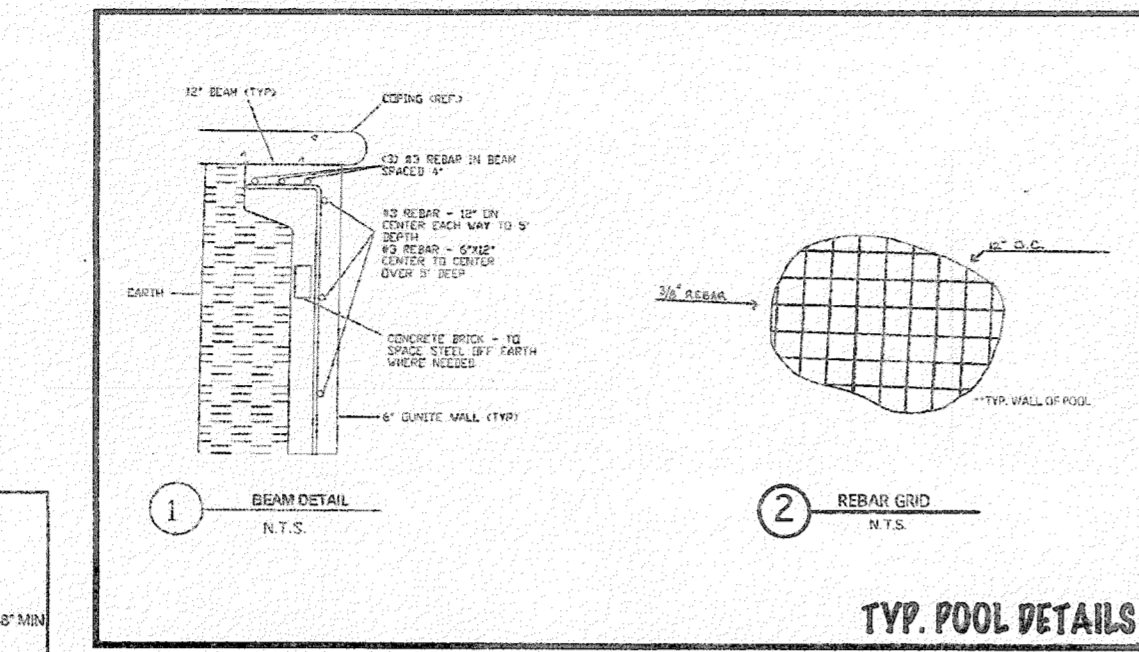 12" BEAM (TYP)
COPING (REF.)
(3) #3 REBAR IN BEAM
SPACED 4"
#3 REBAR - 12" ON
CENTER EACH WAY TO 5'
DEPTH
#3 REBAR - 6"X12"
CENTER TO CENTER
OVER 5' DEEP
EARTH
CONCRETE BRICK - TO
SPACE STEEL OFF EARTH
WHERE NEEDED
6" GUNITE WALL (TYP)
1
BEAM DETAIL
N.T.S.
12" O.C.
3/8" REBAR
**TYP. WALL OF POOL
2
REBAR GRID
N.T.S.
8" MIN
TYP. POOL DETAILS